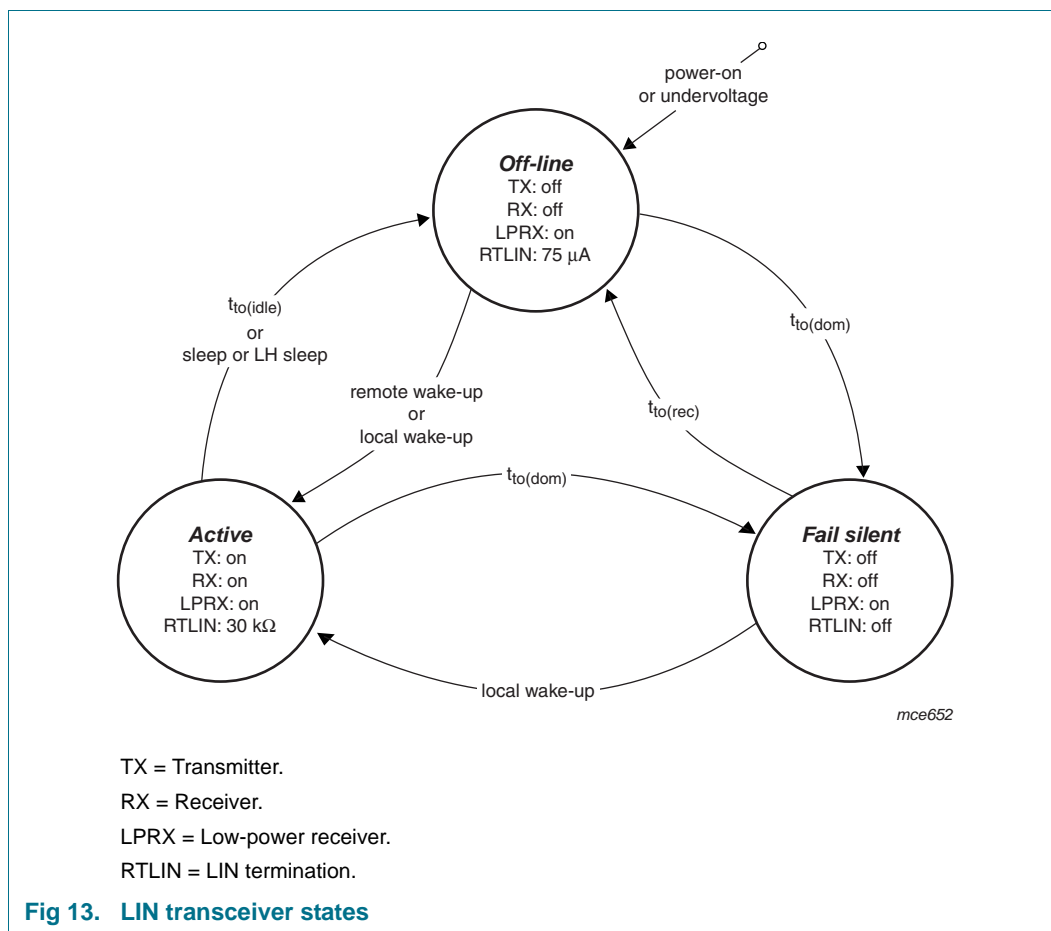 power-on
or undervoltage
Off-line
TX: off
RX: off
LPRX: on
RTLIN: 75 μA
tto(idle)
or
sleep or LH sleep
tto(dom)
remote wake-up
or
local wake-up
tto(rec)
tto(dom)
Active
TX: on
RX: on
LPRX: on
RTLIN: 30 kΩ
Fail silent
TX: off
RX: off
LPRX: on
RTLIN: off
local wake-up
mce652
TX = Transmitter.
RX = Receiver.
LPRX = Low-power receiver.
RTLIN = LIN termination.
Fig 13. LIN transceiver states